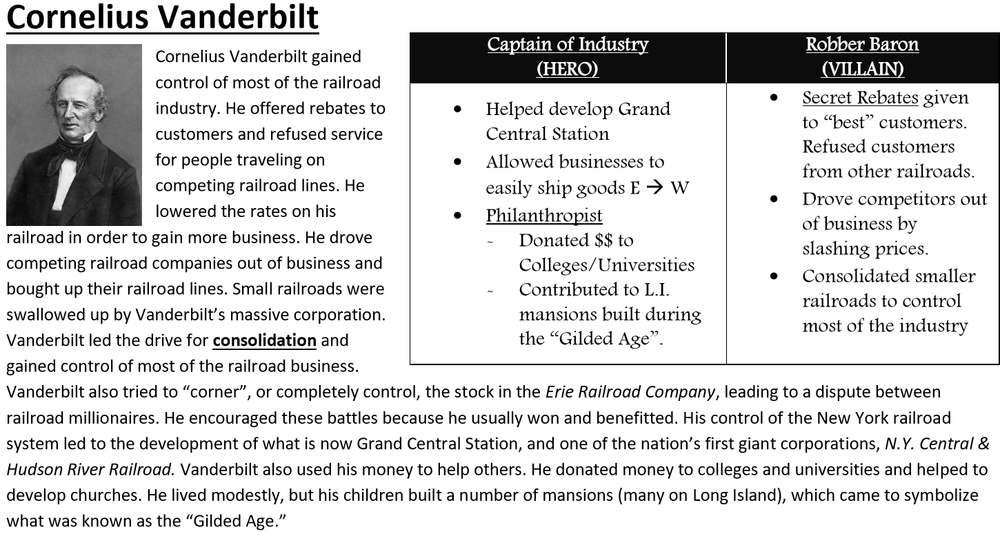 Cornelius Vanderbilt
Cornelius Vanderbilt gained
control of most of the railroad
industry. He offered rebates to
customers and refused service
for people traveling on
competing railroad lines. He
lowered the rates on his
railroad in order to gain more business. He drove
competing railroad companies out of business and
bought up their railroad lines. Small railroads were
swallowed up by Vanderbilt’s massive corporation.
Vanderbilt led the drive for consolidation and
gained control of most of the railroad business.
Captain of Industry
(HERO)
• Helped develop Grand
Central Station
• Allowed businesses to
easily ship goods E → W
• Philanthropist
~ Donated $$ to
Colleges/Universities
~ Contributed to L.I.
mansions built during
the “Gilded Age”.
Robber Baron
(VILLAIN)
• Secret Rebates given
to “best” customers.
Refused customers
from other railroads.
• Drove competitors out
of business by
slashing prices.
• Consolidated smaller
railroads to control
most of the industry
Vanderbilt also tried to “corner”, or completely control, the stock in the Erie Railroad Company, leading to a dispute between
railroad millionaires. He encouraged these battles because he usually won and benefitted. His control of the New York railroad
system led to the development of what is now Grand Central Station, and one of the nation’s first giant corporations, N.Y. Central &
Hudson River Railroad. Vanderbilt also used his money to help others. He donated money to colleges and universities and helped to
develop churches. He lived modestly, but his children built a number of mansions (many on Long Island), which came to symbolize
what was known as the “Gilded Age.”